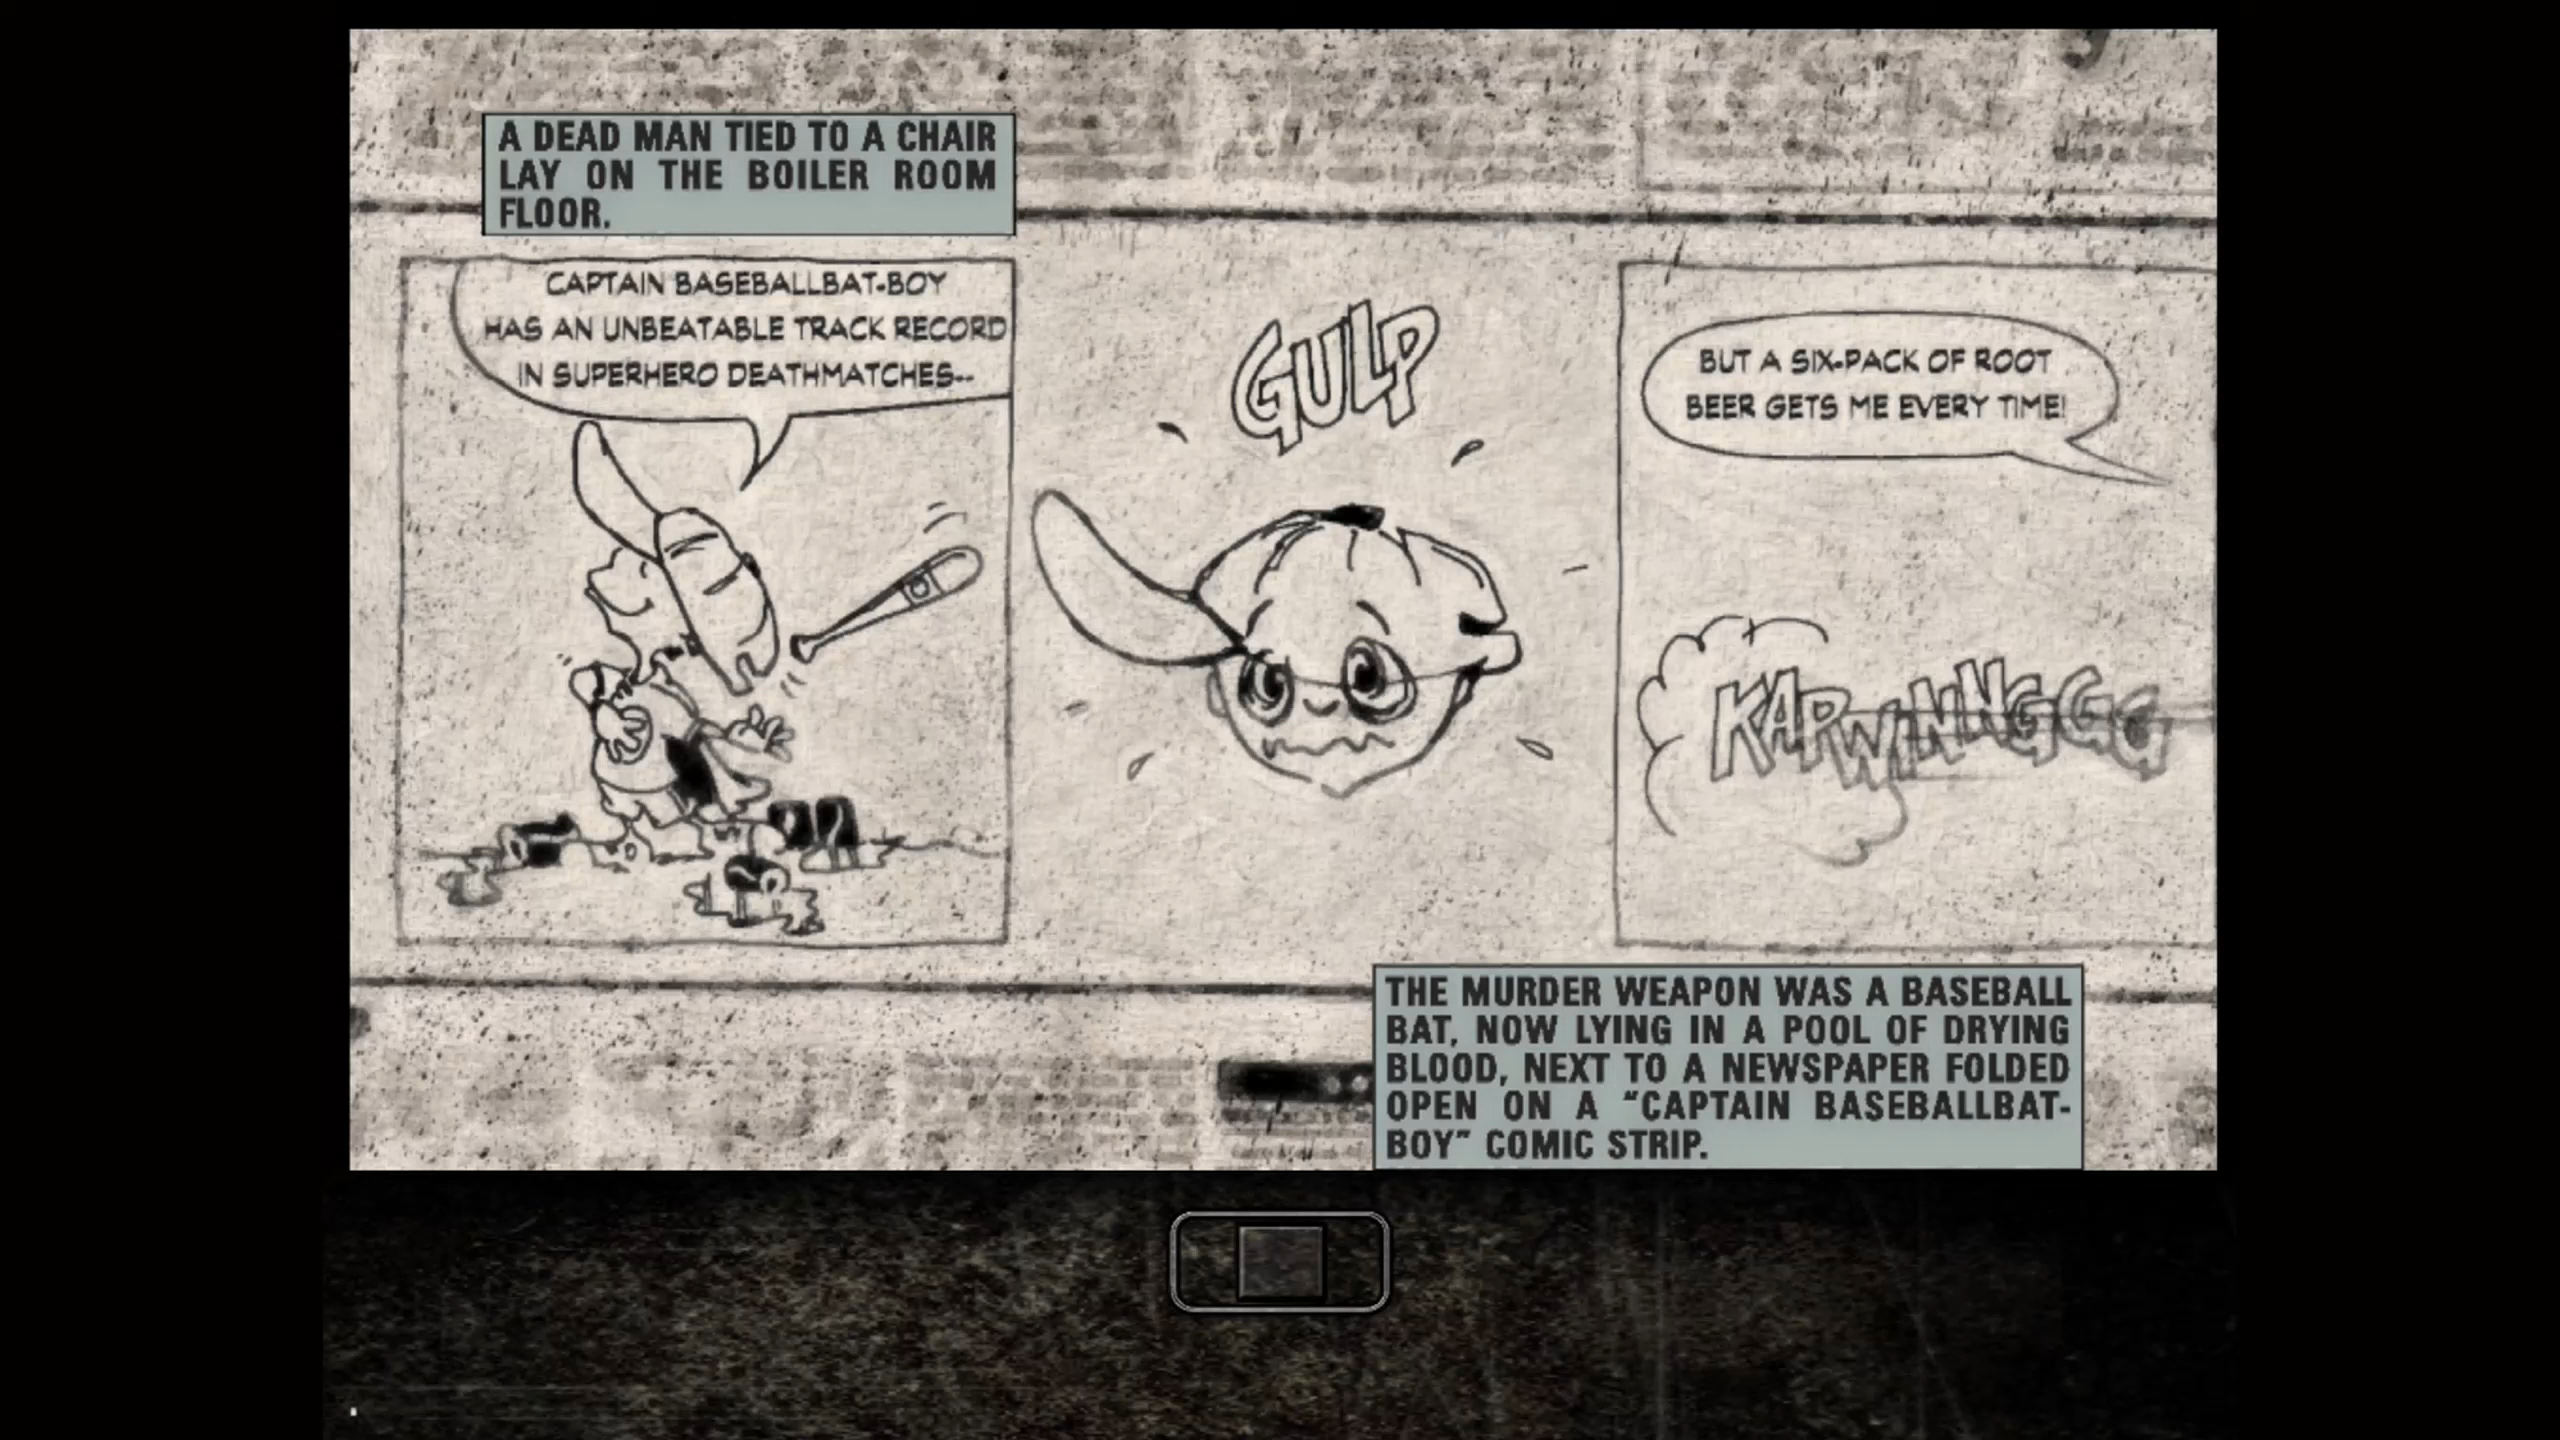 A DEAD MAN TIED TO A CHAIR
LAY ON THE BOILER ROOM
FLOOR.
CAPTAIN BASEBALLBAT-BOY
HAS AN UNBEATABLE TRACK RECORD
IN SUPERHERO DEATHMATCHES--
GULP
BUT A SIX-PACK OF ROOT
BEER GETS ME EVERY TIME!
KAPWINNGGG
THE MURDER WEAPON WAS A BASEBALL
BAT, NOW LYING IN A POOL OF DRYING
BLOOD, NEXT TO A NEWSPAPER FOLDED
OPEN ON A "CAPTAIN BASEBALLBAT-
BOY" COMIC STRIP.